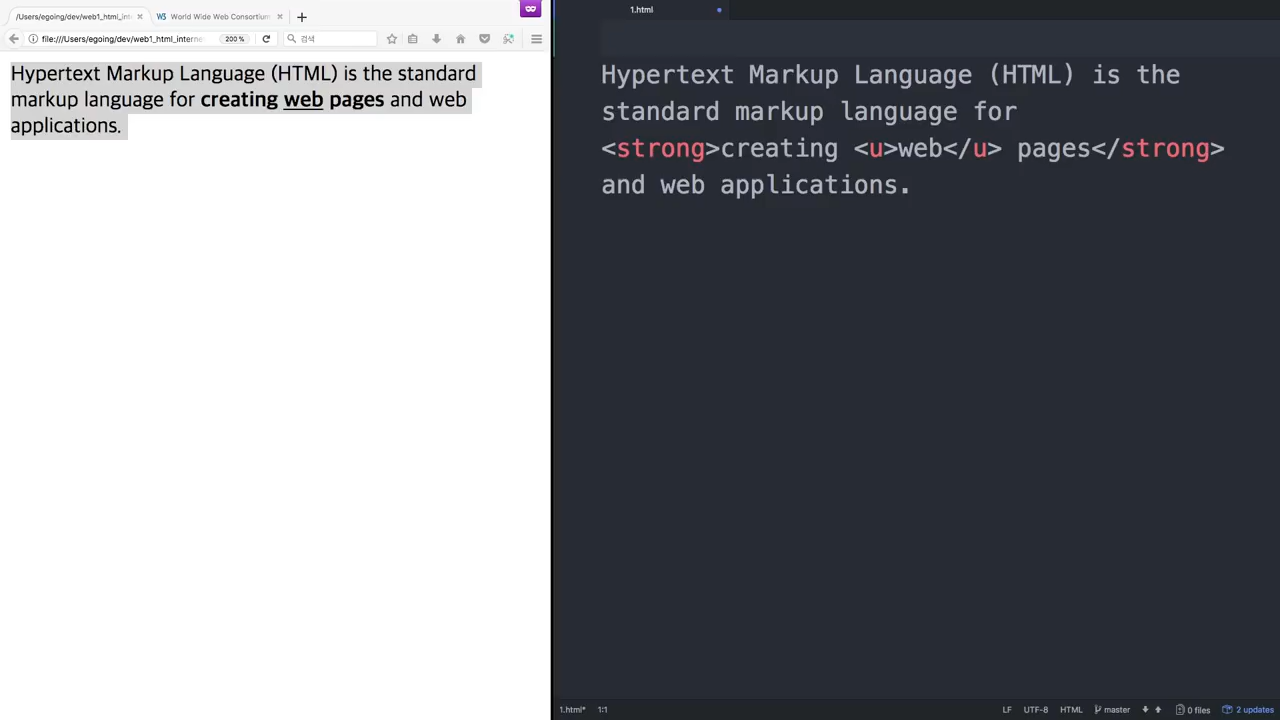 /Users/egoing/dev/web1_html_inte
World Wide Web Consortium
file:///Users/egoing/dev/web1_html_interne
200 %
검색
Hypertext Markup Language (HTML) is the standard
markup language for creating web pages and web
applications.
1.html
Hypertext Markup Language (HTML) is the
standard markup language for
<strong>creating <u>web</u> pages</strong>
and web applications.
1.html*
1:1
LF
UTF-8
HTML
master
0 files
2 updates